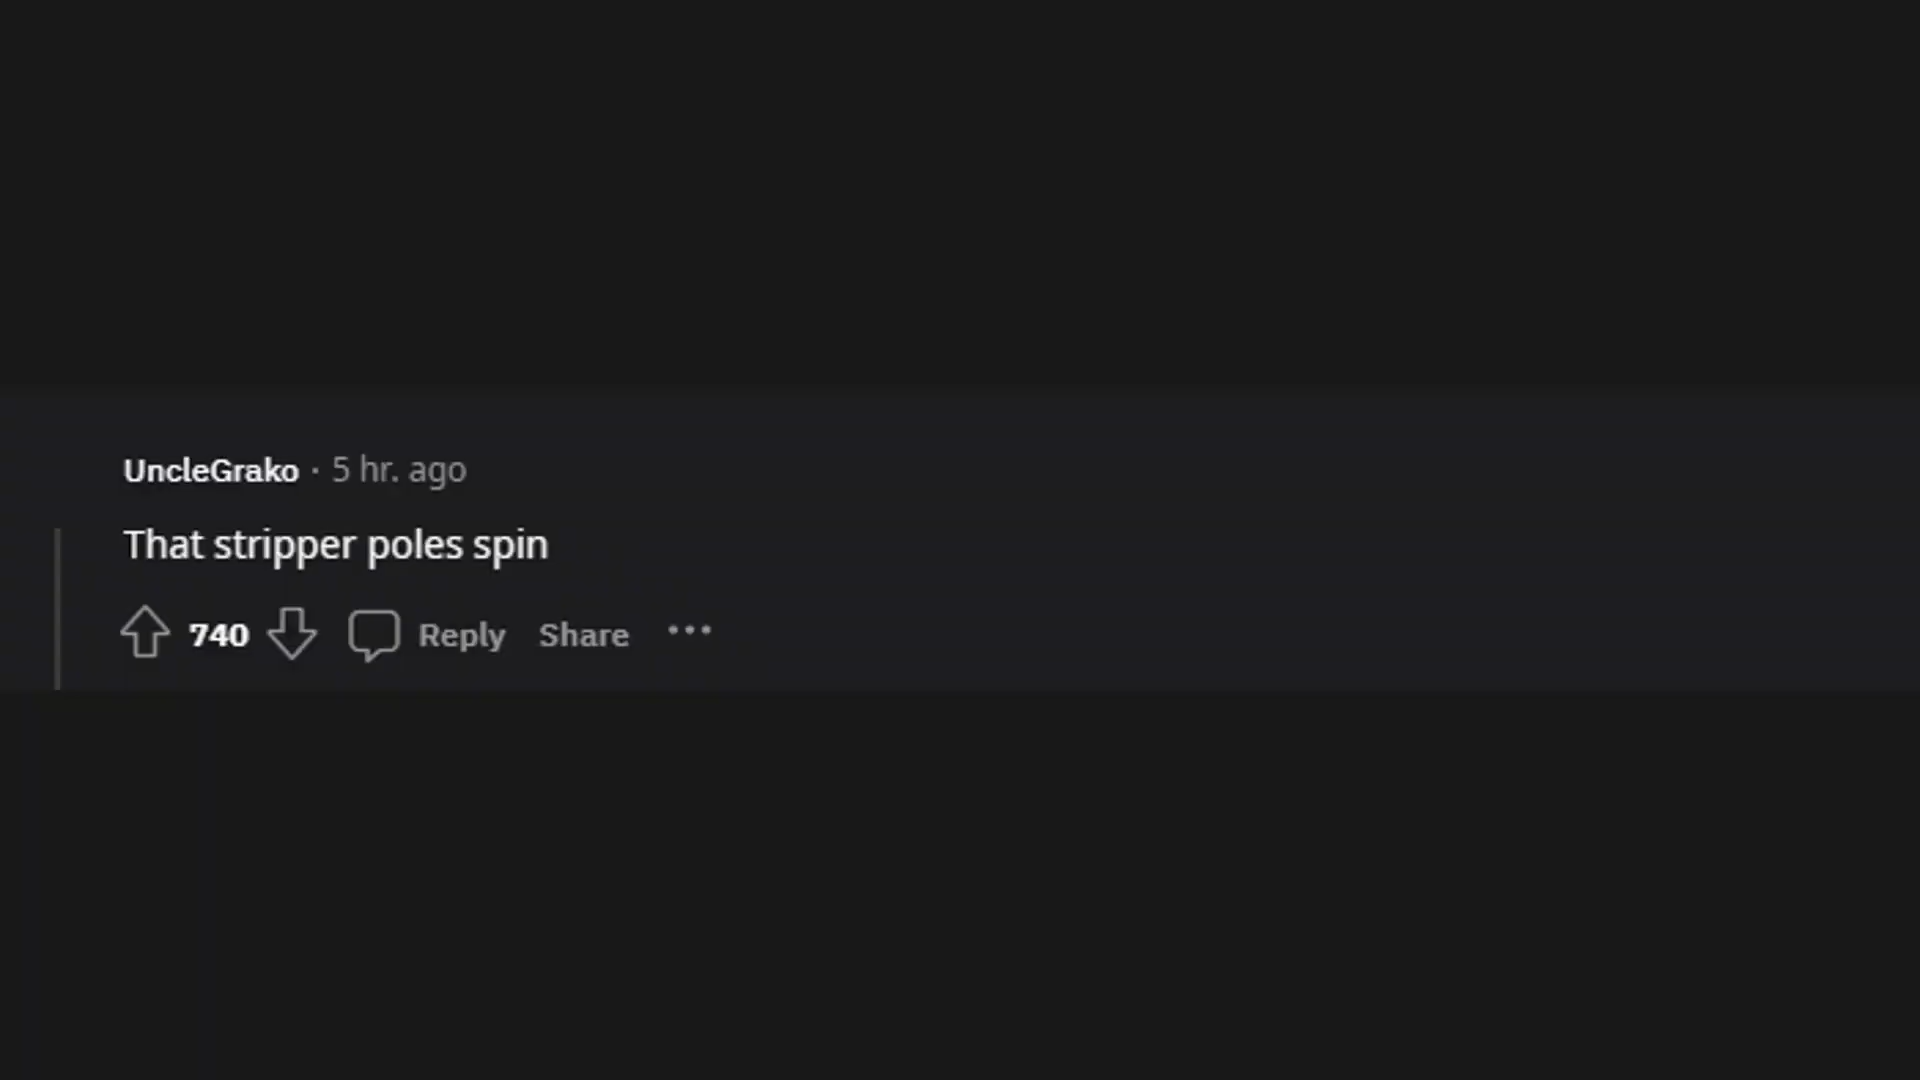 UncleGrako · 5 hr. ago
That stripper poles spin
740 Reply Share ···